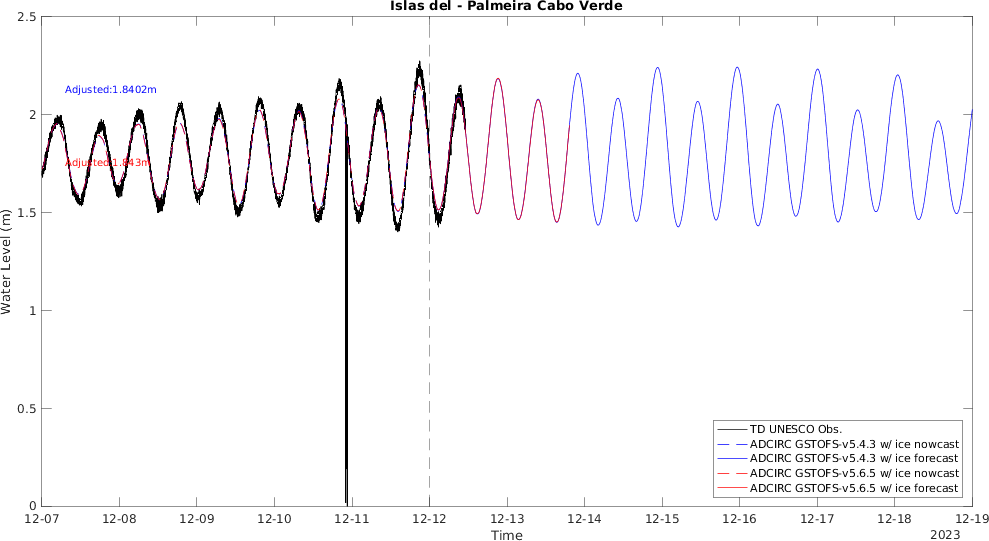 Islas del - Palmeira Cabo Verde
2.5
2
1.5
1
0.5
0
Water Level (m)
Adjusted:1.8402m
Adjusted:1.843m
TD UNESCO Obs.
ADCIRC GSTOFS-v5.4.3 w/ ice nowcast
ADCIRC GSTOFS-v5.4.3 w/ ice forecast
ADCIRC GSTOFS-v5.6.5 w/ ice nowcast
ADCIRC GSTOFS-v5.6.5 w/ ice forecast
12-07 12-08 12-09 12-10 12-11 12-12 12-13 12-14 12-15 12-16 12-17 12-18 12-19
Time
2023